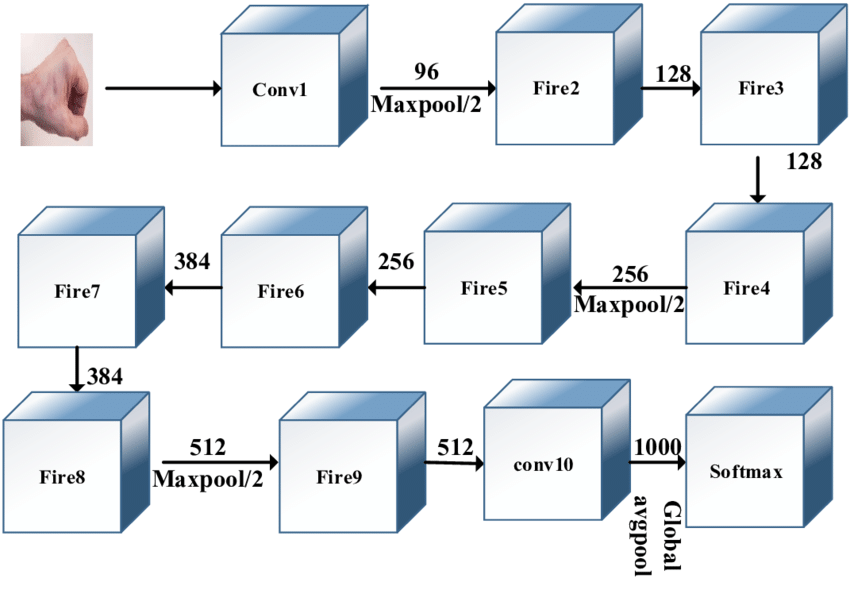 Conv1
96
Maxpool/2
Fire2
128
Fire3
128
Fire4
256
Maxpool/2
Fire5
256
Fire6
384
Fire7
384
Fire8
512
Maxpool/2
Fire9
512
conv10
1000
Global
avgpool
Softmax